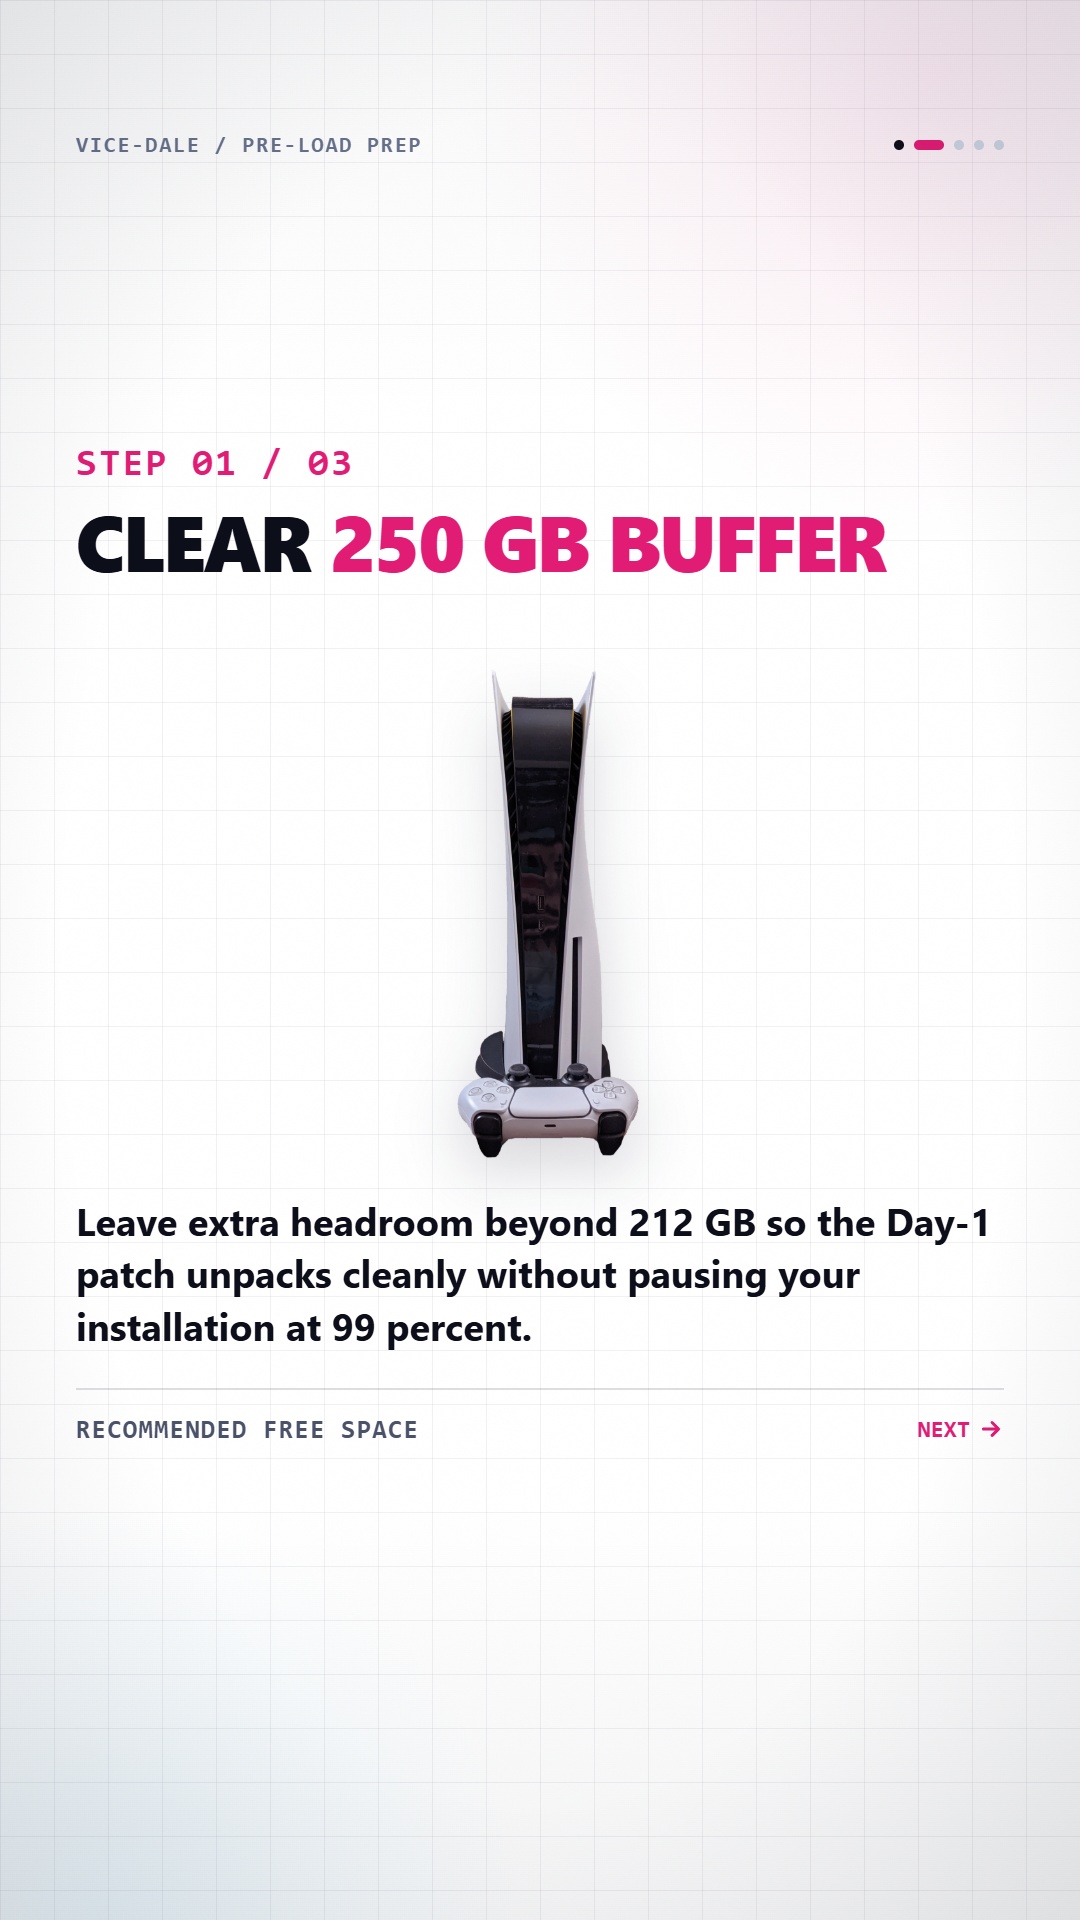 VICE-DALE / PRE-LOAD PREP
STEP 01 / 03
CLEAR 250 GB BUFFER
Leave extra headroom beyond 212 GB so the Day-1
patch unpacks cleanly without pausing your
installation at 99 percent.
RECOMMENDED FREE SPACE
NEXT →